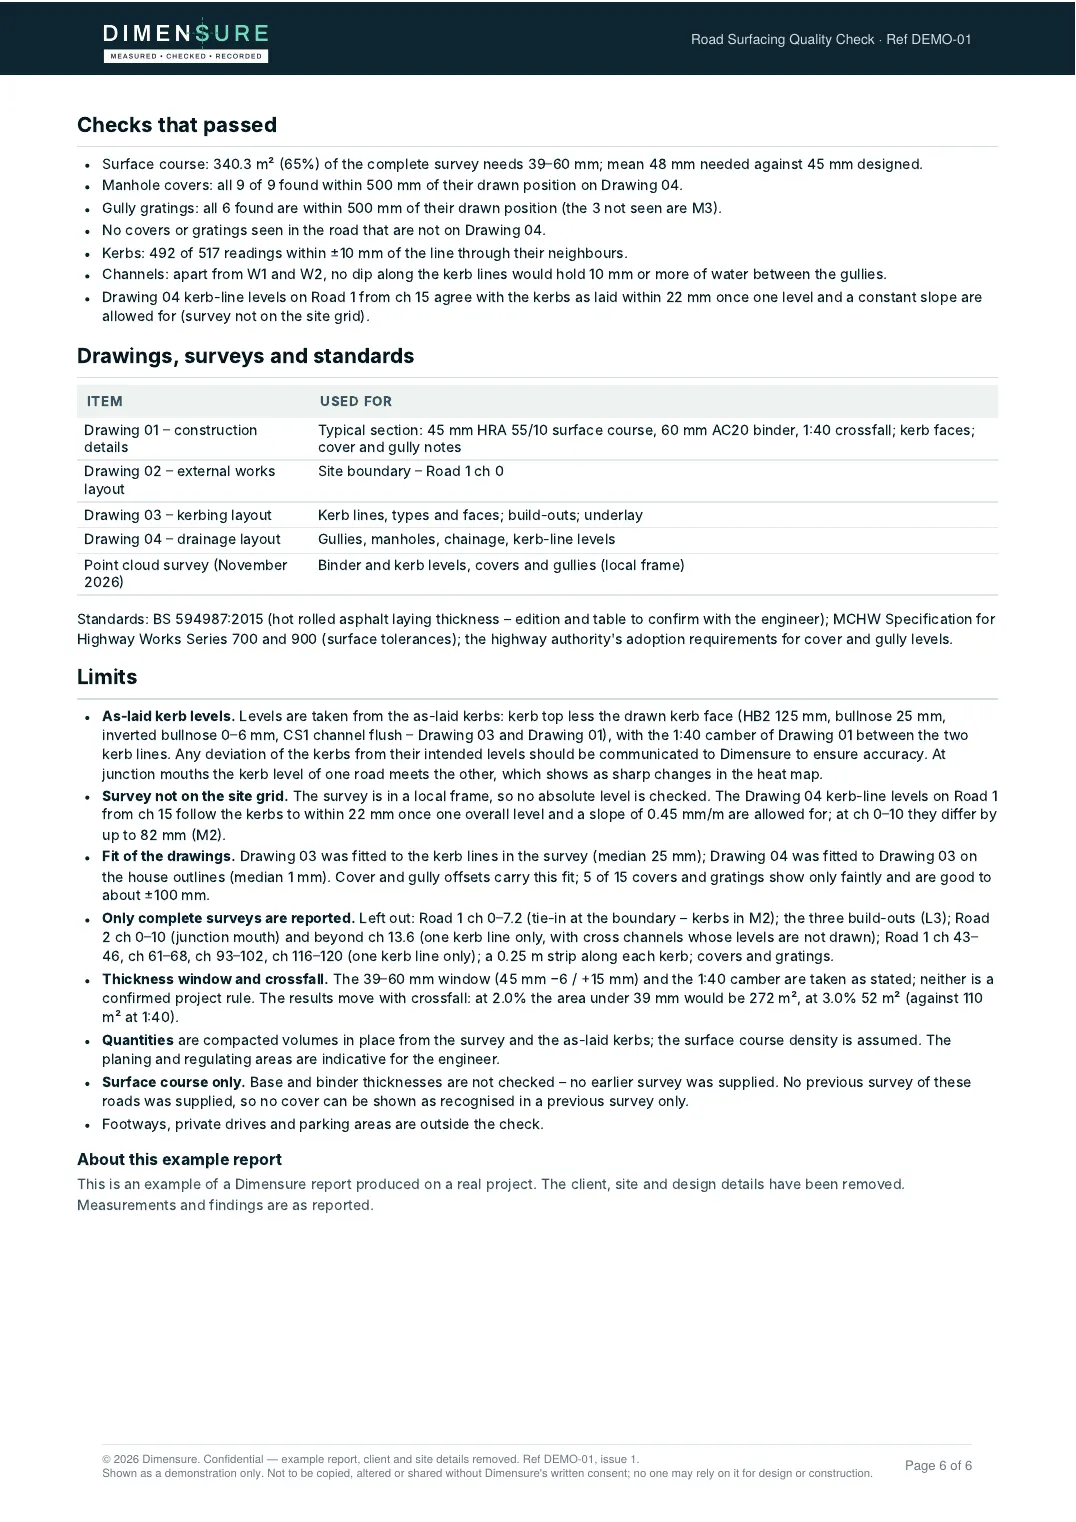 DIMENSURE
MEASURED • CHECKED • RECORDED
Road Surfacing Quality Check · Ref DEMO-01
Checks that passed
• Surface course: 340.3 m² (65%) of the complete survey needs 39–60 mm; mean 48 mm needed against 45 mm designed.
• Manhole covers: all 9 of 9 found within 500 mm of their drawn position on Drawing 04.
• Gully gratings: all 6 found are within 500 mm of their drawn position (the 3 not seen are M3).
• No covers or gratings seen in the road that are not on Drawing 04.
• Kerbs: 492 of 517 readings within ±10 mm of the line through their neighbours.
• Channels: apart from W1 and W2, no dip along the kerb lines would hold 10 mm or more of water between the gullies.
• Drawing 04 kerb-line levels on Road 1 from ch 15 agree with the kerbs as laid within 22 mm once one level and a constant slope are
allowed for (survey not on the site grid).
Drawings, surveys and standards
ITEM USED FOR
Drawing 01 – construction
details
Typical section: 45 mm HRA 55/10 surface course, 60 mm AC20 binder, 1:40 crossfall; kerb faces;
cover and gully notes
Drawing 02 – external works
layout
Site boundary – Road 1 ch 0
Drawing 03 – kerbing layout Kerb lines, types and faces; build-outs; underlay
Drawing 04 – drainage layout Gullies, manholes, chainage, kerb-line levels
Point cloud survey (November
2026)
Binder and kerb levels, covers and gullies (local frame)
Standards: BS 594987:2015 (hot rolled asphalt laying thickness – edition and table to confirm with the engineer); MCHW Specification for
Highway Works Series 700 and 900 (surface tolerances); the highway authority's adoption requirements for cover and gully levels.
Limits
• As-laid kerb levels. Levels are taken from the as-laid kerbs: kerb top less the drawn kerb face (HB2 125 mm, bullnose 25 mm,
inverted bullnose 0–6 mm, CS1 channel flush – Drawing 03 and Drawing 01), with the 1:40 camber of Drawing 01 between the two
kerb lines. Any deviation of the kerbs from their intended levels should be communicated to Dimensure to ensure accuracy. At
junction mouths the kerb level of one road meets the other, which shows as sharp changes in the heat map.
• Survey not on the site grid. The survey is in a local frame, so no absolute level is checked. The Drawing 04 kerb-line levels on Road 1
from ch 15 follow the kerbs to within 22 mm once one overall level and a slope of 0.45 mm/m are allowed for; at ch 0–10 they differ by
up to 82 mm (M2).
• Fit of the drawings. Drawing 03 was fitted to the kerb lines in the survey (median 25 mm); Drawing 04 was fitted to Drawing 03 on
the house outlines (median 1 mm). Cover and gully offsets carry this fit; 5 of 15 covers and gratings show only faintly and are good to
about ±100 mm.
• Only complete surveys are reported. Left out: Road 1 ch 0–7.2 (tie-in at the boundary – kerbs in M2); the three build-outs (L3); Road
2 ch 0–10 (junction mouth) and beyond ch 13.6 (one kerb line only, with cross channels whose levels are not drawn); Road 1 ch 43–
46, ch 61–68, ch 93–102, ch 116–120 (one kerb line only); a 0.25 m strip along each kerb; covers and gratings.
• Thickness window and crossfall. The 39–60 mm window (45 mm −6 / +15 mm) and the 1:40 camber are taken as stated; neither is a
confirmed project rule. The results move with crossfall: at 2.0% the area under 39 mm would be 272 m², at 3.0% 52 m² (against 110
m² at 1:40).
• Quantities are compacted volumes in place from the survey and the as-laid kerbs; the surface course density is assumed. The
planing and regulating areas are indicative for the engineer.
• Surface course only. Base and binder thicknesses are not checked – no earlier survey was supplied. No previous survey of these
roads was supplied, so no cover can be shown as recognised in a previous survey only.
• Footways, private drives and parking areas are outside the check.
About this example report
This is an example of a Dimensure report produced on a real project. The client, site and design details have been removed.
Measurements and findings are as reported.
© 2026 Dimensure. Confidential — example report, client and site details removed. Ref DEMO-01, issue 1.
Shown as a demonstration only. Not to be copied, altered or shared without Dimensure's written consent; no one may rely on it for design or construction.
Page 6 of 6